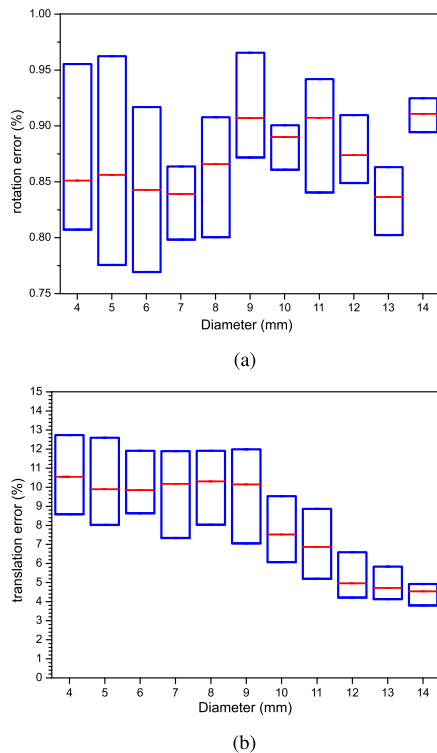 1.00
0.95
0.90
0.85
0.80
0.75
rotation error (%)
4 5 6 7 8 9 10 11 12 13 14
Diameter (mm)
(a)
15
14
13
12
11
10
9
8
7
6
5
4
3
2
1
0
translation error (%)
4 5 6 7 8 9 10 11 12 13 14
Diameter (mm)
(b)